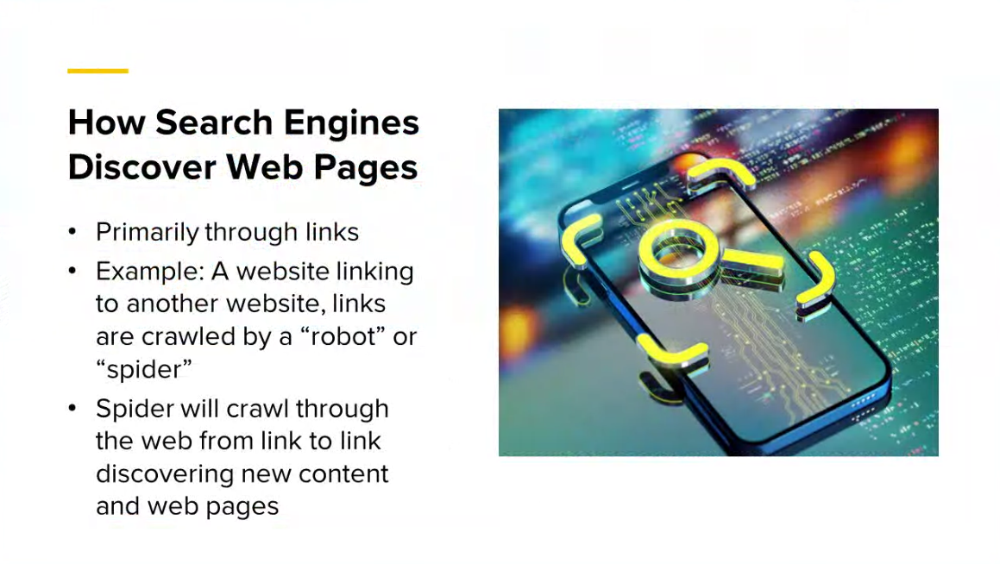 How Search Engines
Discover Web Pages
• Primarily through links
• Example: A website linking
to another website, links
are crawled by a “robot” or
“spider”
• Spider will crawl through
the web from link to link
discovering new content
and web pages